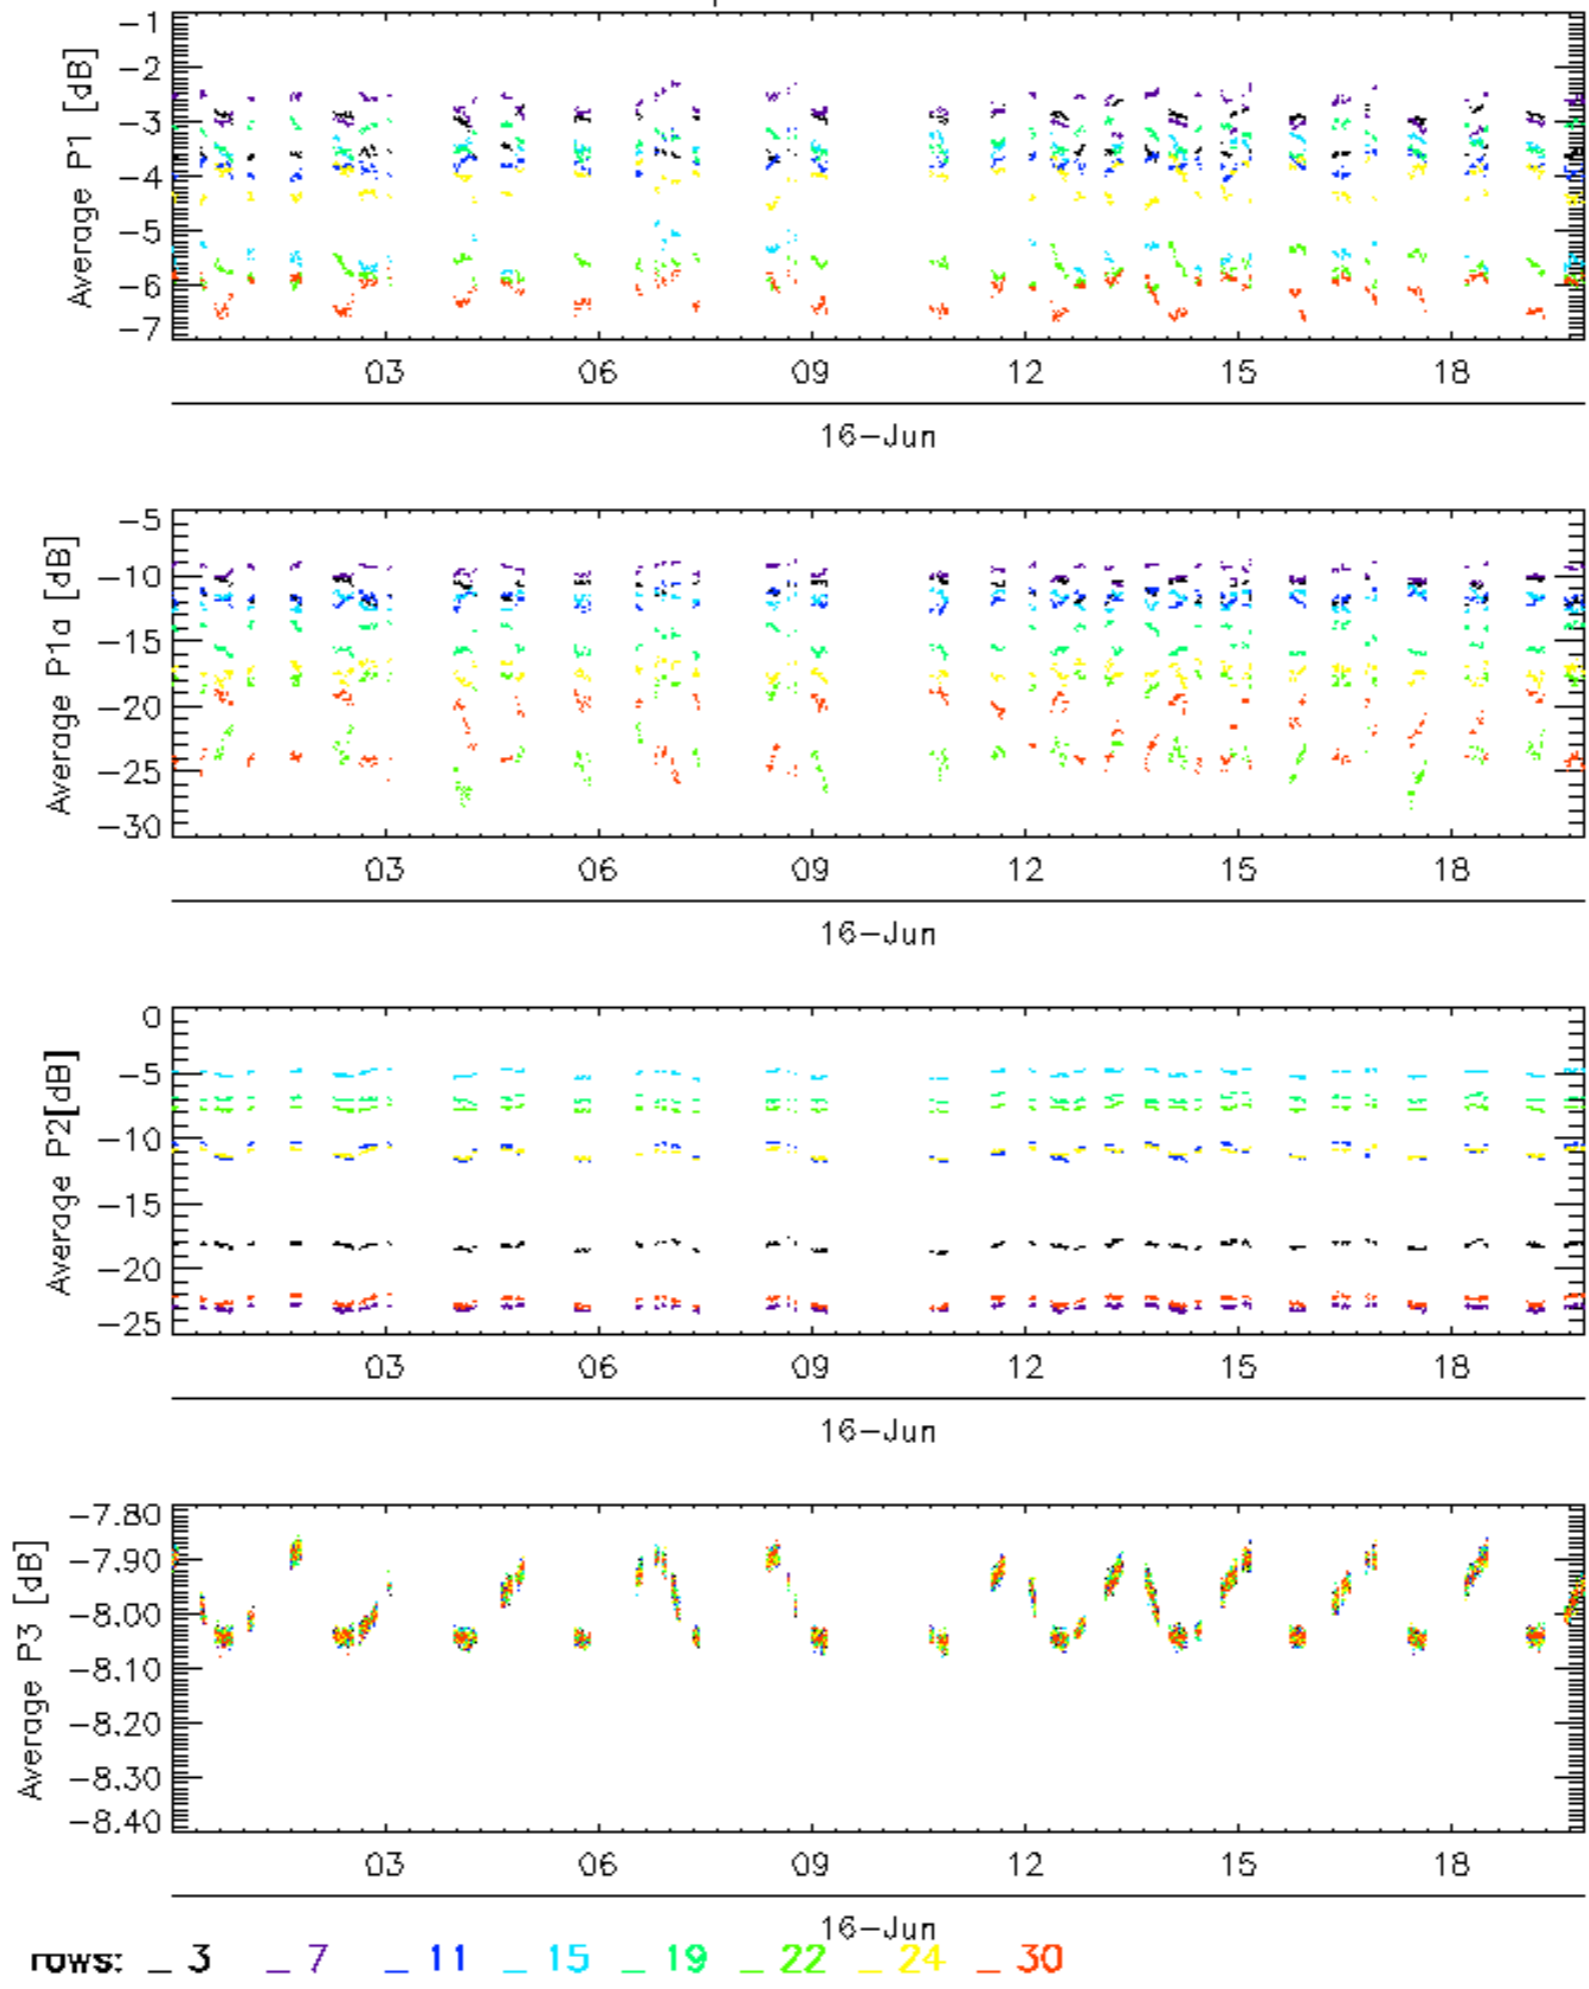 Average P1 [dB]
-1
-2
-3
-4
-5
-6
-7
03 06 09 12 15 18
16-Jun
Average P1a [dB]
-5
-10
-15
-20
-25
-30
03 06 09 12 15 18
16-Jun
Average P2[dB]
0
-5
-10
-15
-20
-25
03 06 09 12 15 18
16-Jun
Average P3 [dB]
-7.80
-7.90
-8.00
-8.10
-8.20
-8.30
-8.40
03 06 09 12 15 18
16-Jun
rows: _ 3 _ 7 _ 11 _ 15 _ 19 _ 22 _ 24 _ 30